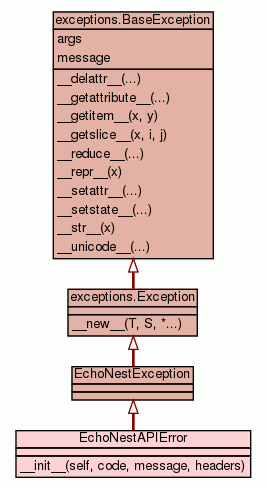 exceptions.BaseException
args
message
__delattr__(...)
__getattribute__(...)
__getitem__(x, y)
__getslice__(x, i, j)
__reduce__(...)
__repr__(x)
__setattr__(...)
__setstate__(...)
__str__(x)
__unicode__(...)
exceptions.Exception
__new__(T, S, *...)
EchoNestException
EchoNestAPIError
__init__(self, code, message, headers)